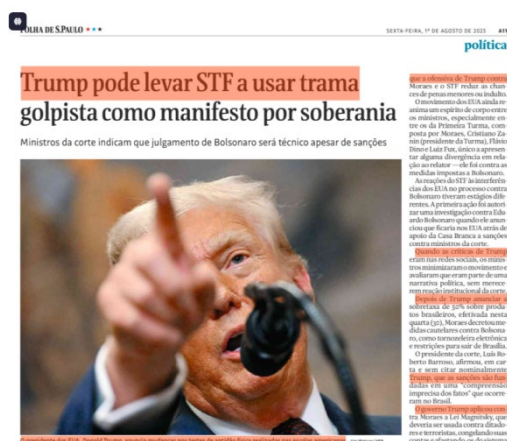 FOLHA DE S.PAULO
SEXTA-FEIRA, 1º DE AGOSTO DE 2025 A11
política
Trump pode levar STF a usar trama
golpista como manifesto por soberania
Ministros da corte indicam que julgamento de Bolsonaro será técnico apesar de sanções
que a ofensiva de Trump contra
Moraes e o STF reduz as chan-
ces de penas menores ou indulto.
O movimento dos EUA ainda re-
anima um espírito de corpo entre
os ministros, especialmente en-
tre os da Primeira Turma, com-
posta por Moraes, Cristiano Za-
nin (presidente da Turma), Flávio
Dino e Luiz Fux, único a apresen-
tar alguma divergência em rela-
ção ao relator — ele foi contra as
medidas impostas a Bolsonaro.
As reações do STF às interferên-
cias dos EUA no processo contra
Bolsonaro tiveram estágios dife-
rentes. A primeira ação foi autori-
zar uma investigação contra Edu-
ardo Bolsonaro quando ele anun-
ciou que ficaria nos EUA atrás de
apoio da Casa Branca a sanções
contra ministros da corte.
Quando as críticas de Trump
eram nas redes sociais, os minis-
tros minimizaram o movimento e
avaliaram que eram parte de uma
narrativa política, sem merece-
rem reação institucional da corte.
Depois de Trump anunciar a
sobretaxa de 50% sobre produ-
tos brasileiros, efetivada nesta
quarta (30), Moraes decretou me-
didas cautelares contra Bolsona-
ro, como tornozeleira eletrônica
e restrições para sair de Brasília.
O presidente da corte, Luís Ro-
berto Barroso, afirmou, em car-
ta e sem citar nominalmente
Trump, que as sanções são fun-
dadas em uma "compreensão
imprecisa dos fatos" que ocorre-
ram no Brasil.
O governo Trump aplicou con-
tra Moraes a Lei Magnitsky, que
deveria ser usada contra ditado-
res e terroristas, congelando suas